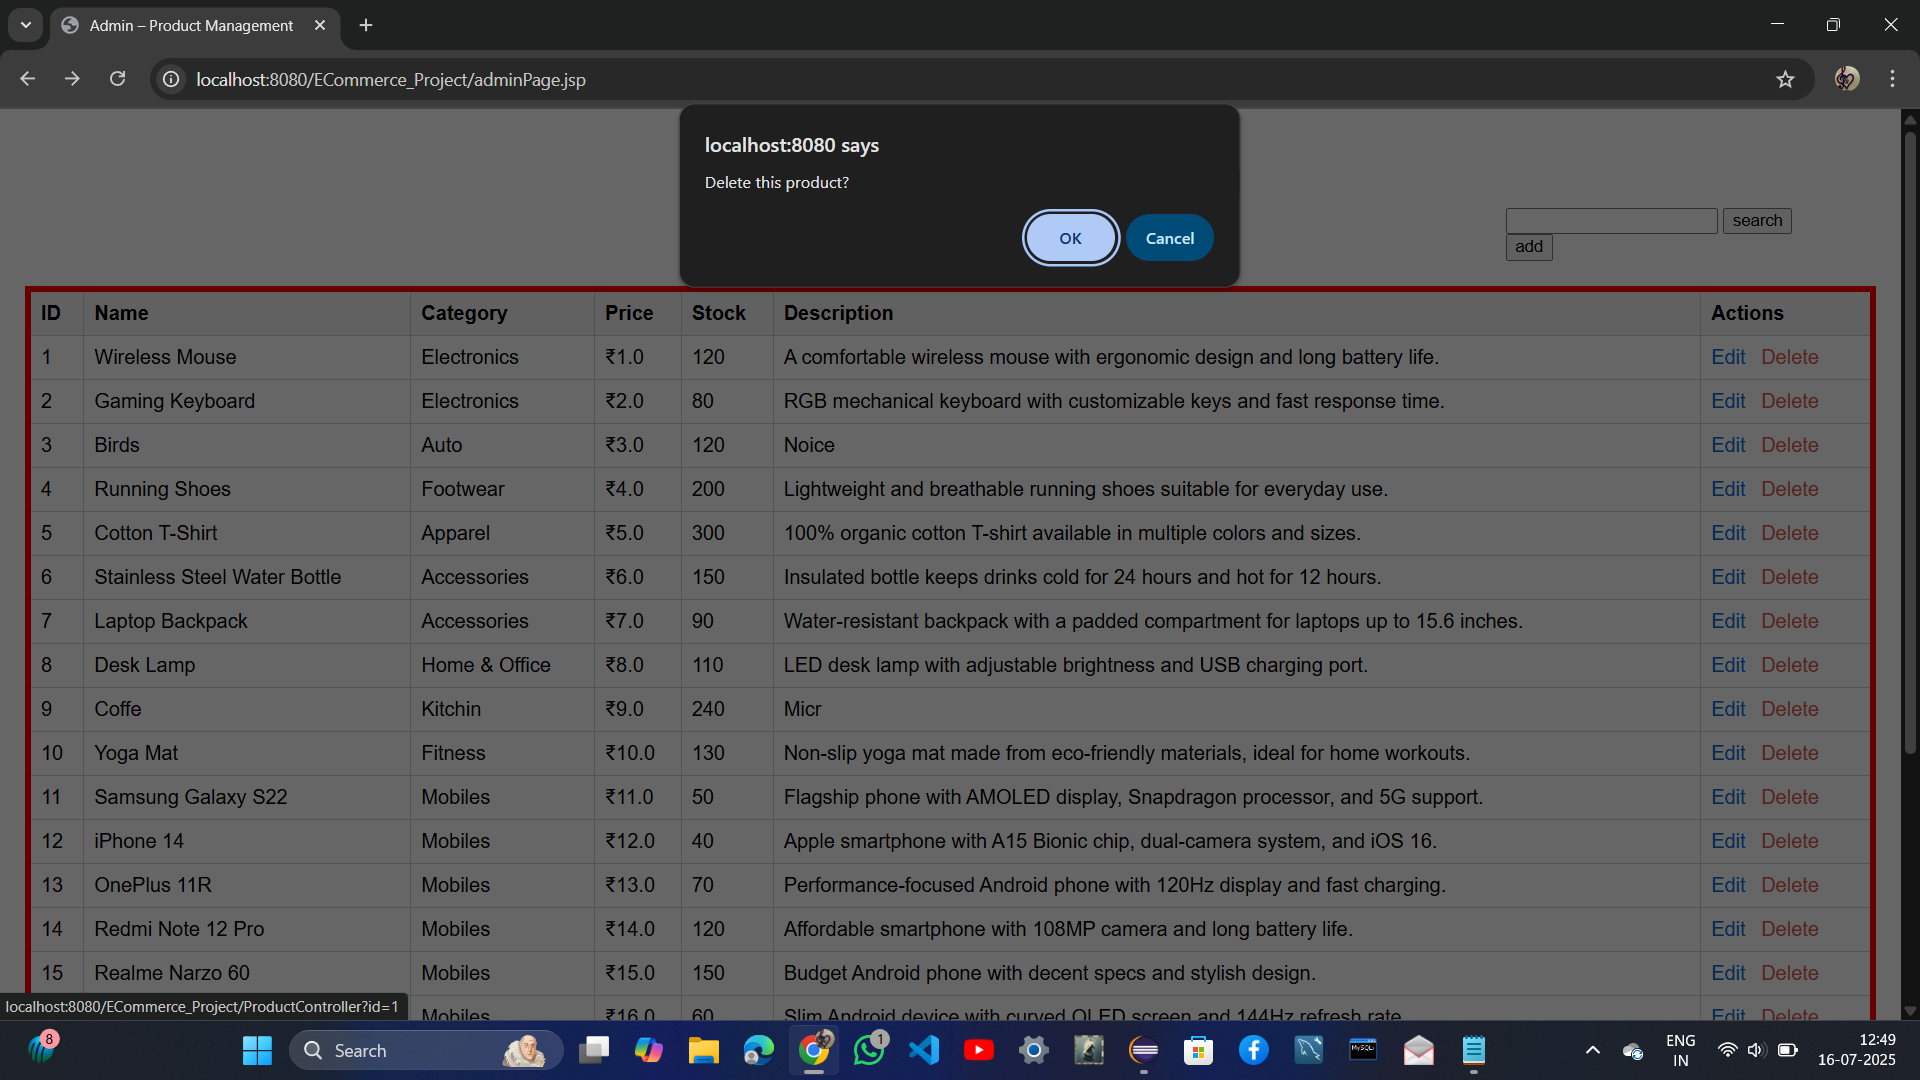 Admin – Product Management
localhost:8080/ECommerce_Project/adminPage.jsp
localhost:8080 says
Delete this product?
OK Cancel
search
add
ID Name Category Price Stock Description Actions
1 Wireless Mouse Electronics ₹1.0 120 A comfortable wireless mouse with ergonomic design and long battery life. Edit Delete
2 Gaming Keyboard Electronics ₹2.0 80 RGB mechanical keyboard with customizable keys and fast response time. Edit Delete
3 Birds Auto ₹3.0 120 Noice Edit Delete
4 Running Shoes Footwear ₹4.0 200 Lightweight and breathable running shoes suitable for everyday use. Edit Delete
5 Cotton T-Shirt Apparel ₹5.0 300 100% organic cotton T-shirt available in multiple colors and sizes. Edit Delete
6 Stainless Steel Water Bottle Accessories ₹6.0 150 Insulated bottle keeps drinks cold for 24 hours and hot for 12 hours. Edit Delete
7 Laptop Backpack Accessories ₹7.0 90 Water-resistant backpack with a padded compartment for laptops up to 15.6 inches. Edit Delete
8 Desk Lamp Home & Office ₹8.0 110 LED desk lamp with adjustable brightness and USB charging port. Edit Delete
9 Coffe Kitchin ₹9.0 240 Micr Edit Delete
10 Yoga Mat Fitness ₹10.0 130 Non-slip yoga mat made from eco-friendly materials, ideal for home workouts. Edit Delete
11 Samsung Galaxy S22 Mobiles ₹11.0 50 Flagship phone with AMOLED display, Snapdragon processor, and 5G support. Edit Delete
12 iPhone 14 Mobiles ₹12.0 40 Apple smartphone with A15 Bionic chip, dual-camera system, and iOS 16. Edit Delete
13 OnePlus 11R Mobiles ₹13.0 70 Performance-focused Android phone with 120Hz display and fast charging. Edit Delete
14 Redmi Note 12 Pro Mobiles ₹14.0 120 Affordable smartphone with 108MP camera and long battery life. Edit Delete
15 Realme Narzo 60 Mobiles ₹15.0 150 Budget Android phone with decent specs and stylish design. Edit Delete
Mobiles ₹16.0 60 Slim Android device with curved OLED screen and 144Hz refresh rate Edit Delete
localhost:8080/ECommerce_Project/ProductController?id=1
8
Search
1
MySQL
ENG
IN
12:49
16-07-2025